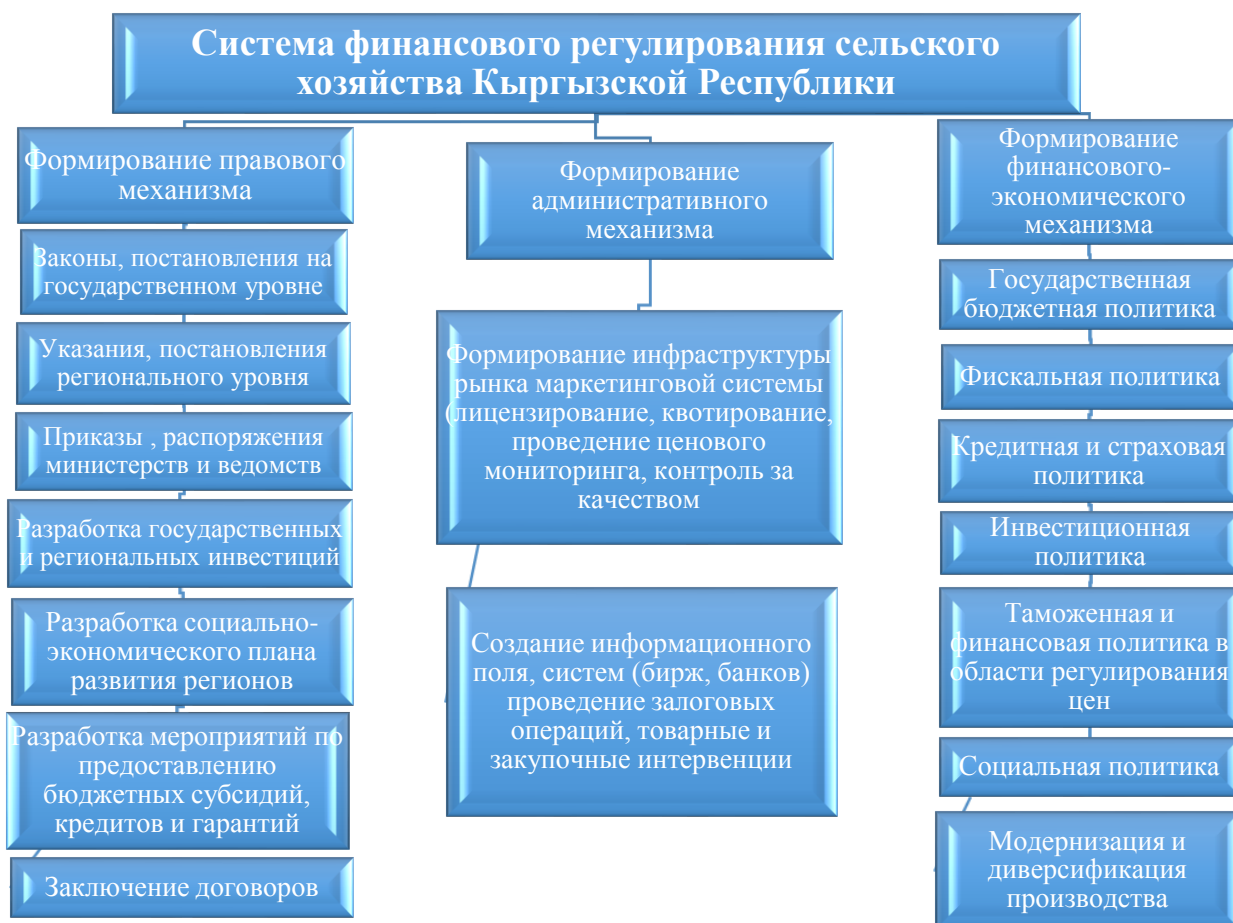 Система финансового регулирования сельского
хозяйства Кыргызской Республики
Формирование правового
механизма
Законы, постановления на
государственном уровне
Указания, постановления
регионального уровня
Приказы , распоряжения
министерств и ведомств
Разработка государственных
и региональных инвестиций
Разработка социально-
экономического плана
развития регионов
Разработка мероприятий по
предоставлению
бюджетных субсидий,
кредитов и гарантий
Заключение договоров
Формирование
административного
механизма
Формирование инфраструктуры
рынка маркетинговой системы
(лицензирование, квотирование,
проведение ценового
мониторинга, контроль за
качеством
Создание информационного
поля, систем (бирж, банков)
проведение залоговых
операций, товарные и
закупочные интервенции
Формирование
финансового-
экономического
механизма
Государственная
бюджетная политика
Фискальная политика
Кредитная и страховая
политика
Инвестиционная
политика
Таможенная и
финансовая политика в
области регулирования
цен
Социальная политика
Модернизация и
диверсификация
производства